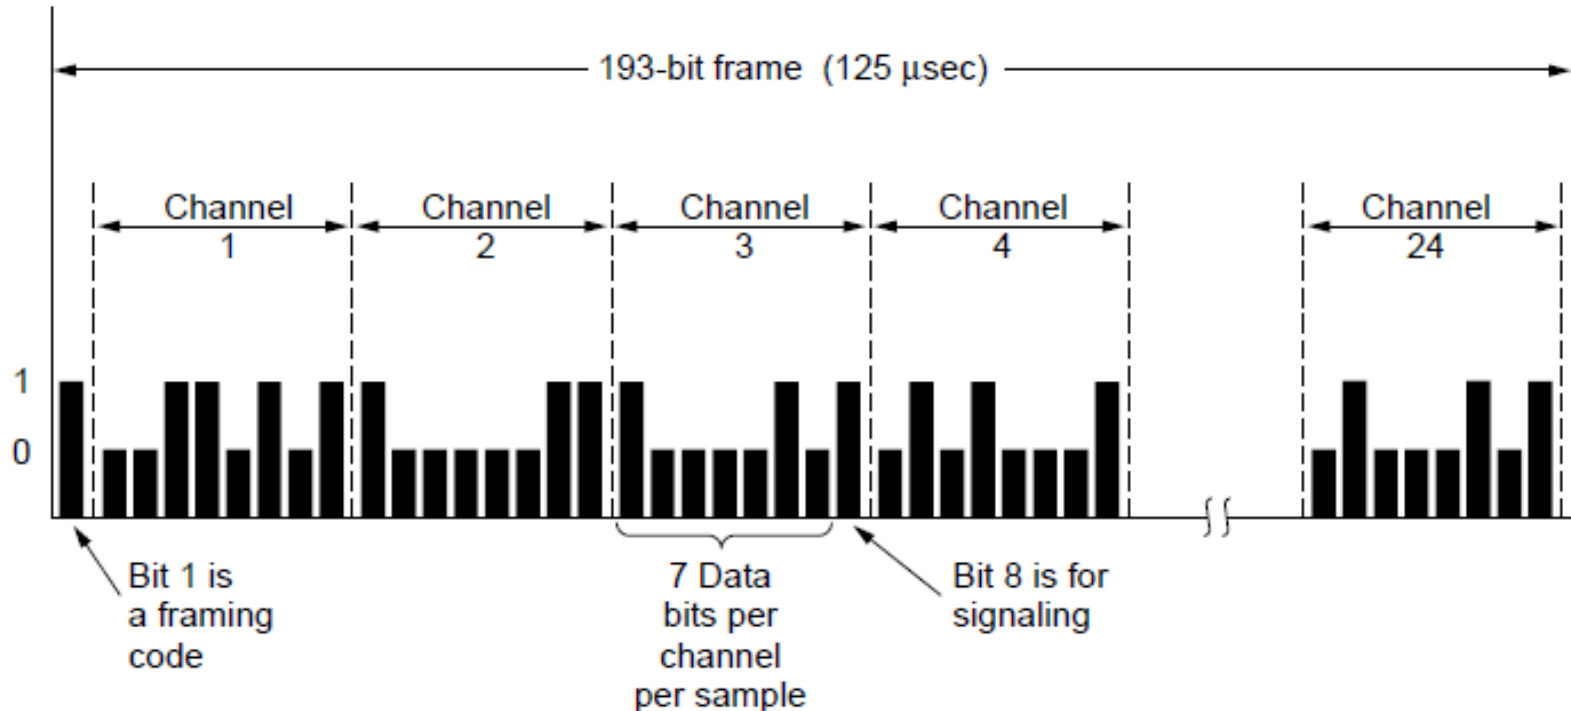 193-bit frame (125 μsec)
Channel
1
Channel
2
Channel
3
Channel
4
Channel
24
1
0
Bit 1 is
a framing
code
7 Data
bits per
channel
per sample
Bit 8 is for
signaling